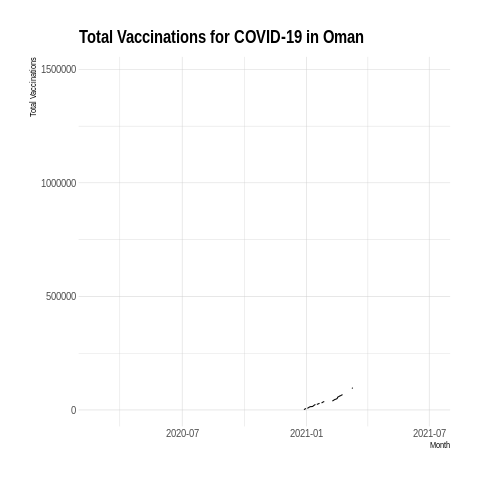 Total Vaccinations for COVID-19 in Oman
Total Vaccinations
1500000
1000000
500000
0
2020-07 2021-01 2021-07
Month